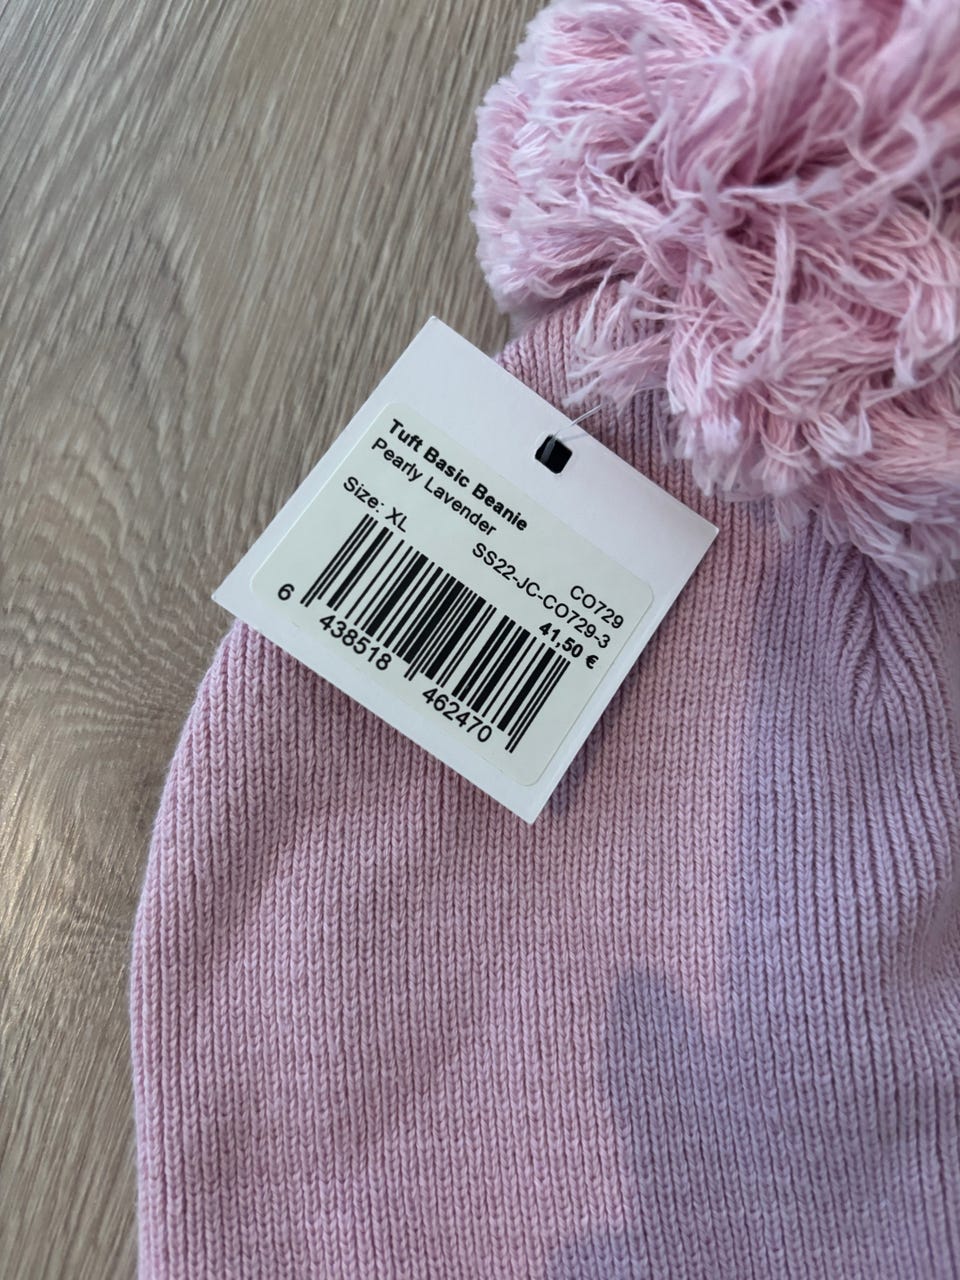 Tuft Basic Beanie
Pearly Lavender
CO729
Size: XL
SS22-JC-CO729-3
41,50 €
6 438518 462470